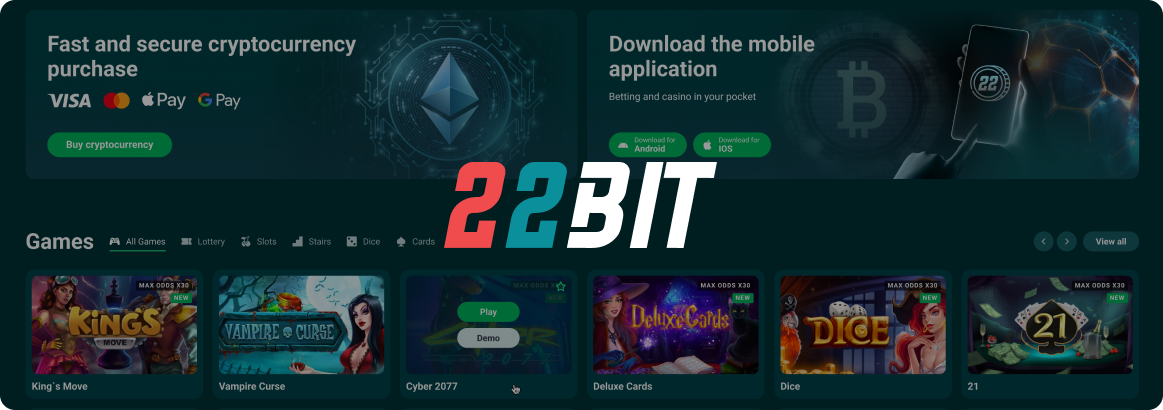 Fast and secure cryptocurrency
purchase
VISA
Pay
G Pay
Buy cryptocurrency
Download the mobile
application
Betting and casino in your pocket
Download for
Android
Download for
IOS
22
22BIT
Games
All Games
Lottery
Slots
Stairs
Dice
Cards
View all
MAX ODDS X30
NEW
KINGS
MOVE
King`s Move
MAX ODDS X30
NEW
VAMPIRE CURSE
Vampire Curse
MAX ODDS X30
NEW
Play
Demo
Cyber 2077
MAX ODDS X30
NEW
Deluxe Cards
Deluxe Cards
MAX ODDS X30
NEW
DICE
Dice
MAX ODDS X30
NEW
21
21